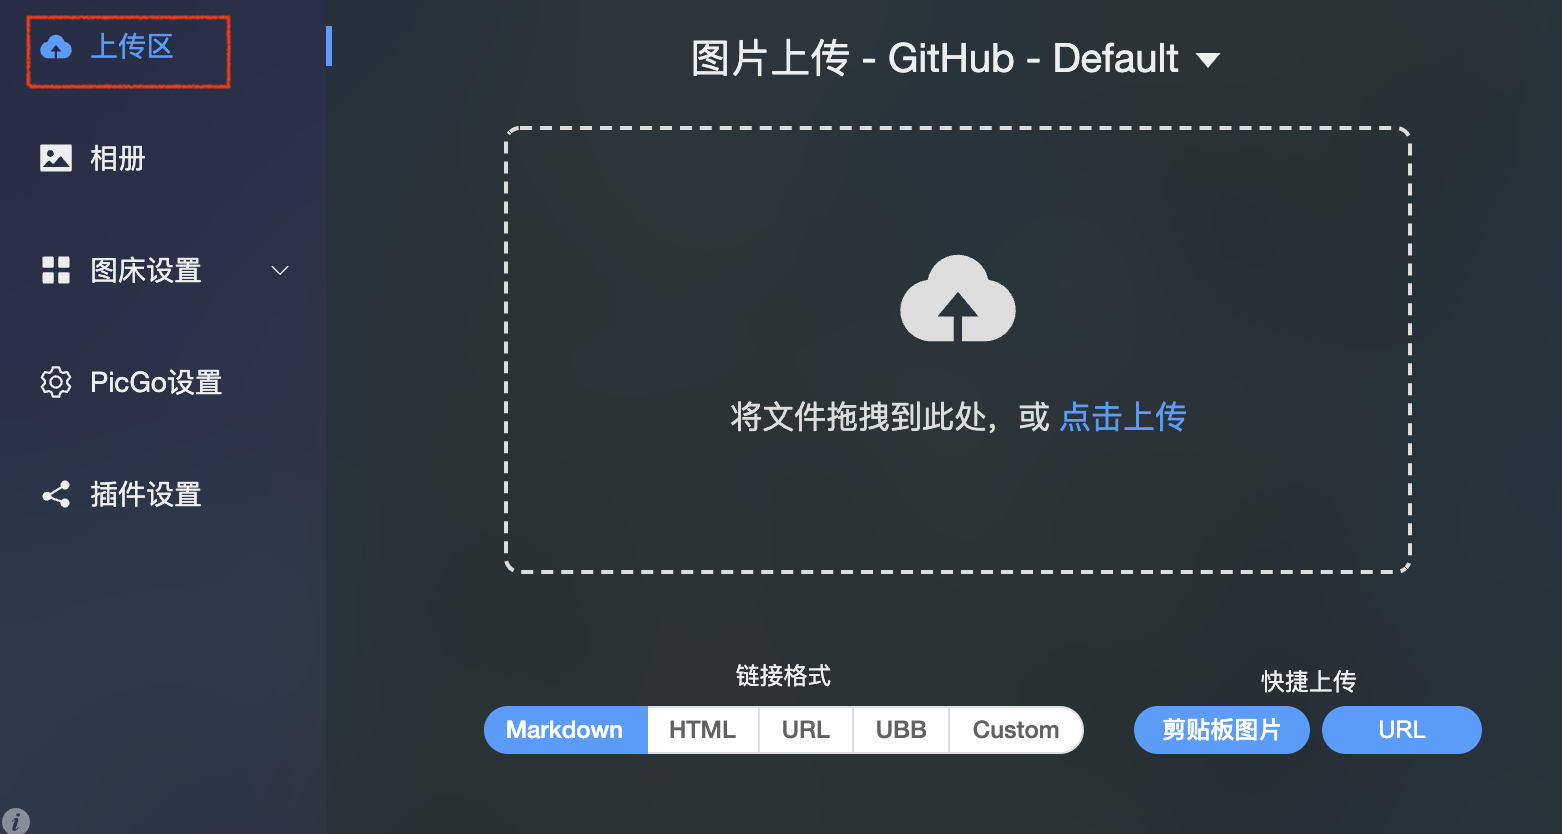 上传区
相册
图床设置
PicGo设置
插件设置
图片上传 - GitHub - Default
将文件拖拽到此处，或 点击上传
链接格式
Markdown HTML URL UBB Custom
快捷上传
剪贴板图片 URL
i